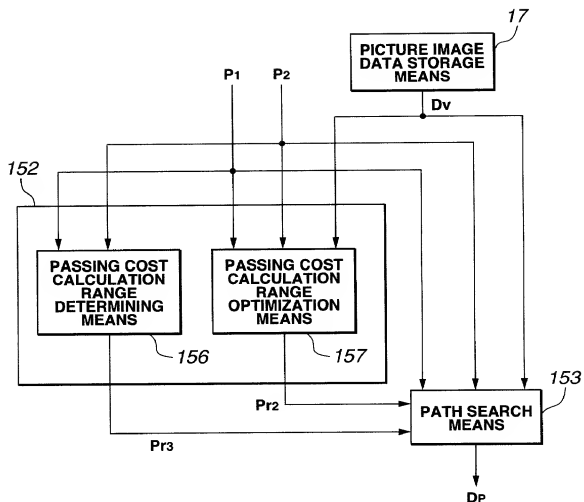 17
PICTURE IMAGE
DATA STORAGE
MEANS
P1
P2
Dv
152
PASSING COST
CALCULATION
RANGE
DETERMINING
MEANS
PASSING COST
CALCULATION
RANGE
OPTIMIZATION
MEANS
156
157
153
Pr2
PATH SEARCH
MEANS
Pr3
DP